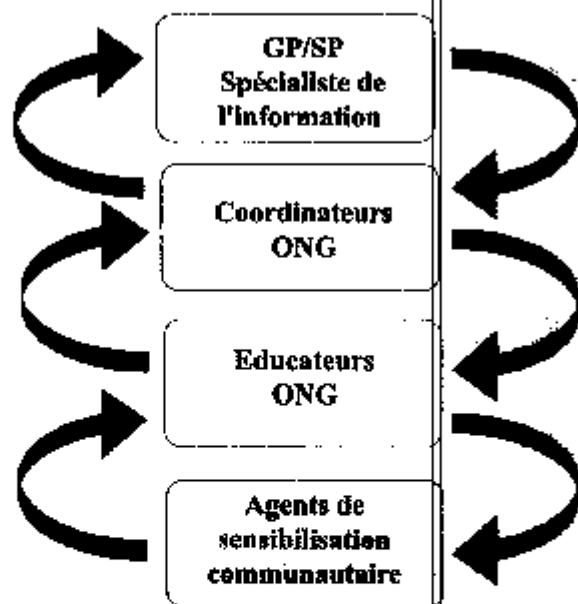 GP/SP
Spécialiste de
l'information
Coordinateurs
ONG
Educateurs
ONG
Agents de
sensibilisation
communautaire